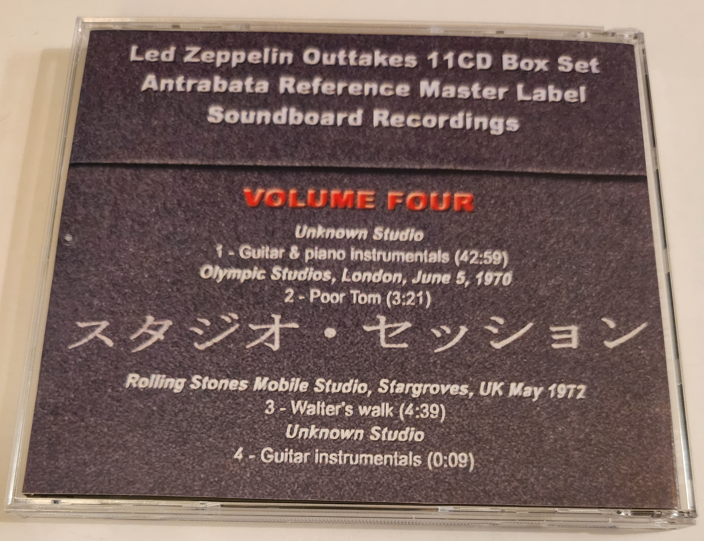 Led Zeppelin Outtakes 11CD Box Set
Antrabata Reference Master Label
Soundboard Recordings
VOLUME FOUR
Unknown Studio
1 - Guitar & piano instrumentals (42:59)
Olympic Studios, London, June 5, 1970
2 - Poor Tom (3:21)
スタジオ・セッション
Rolling Stones Mobile Studio, Stargroves, UK May 1972
3 - Walter's walk (4:39)
Unknown Studio
4 - Guitar instrumentals (0:09)